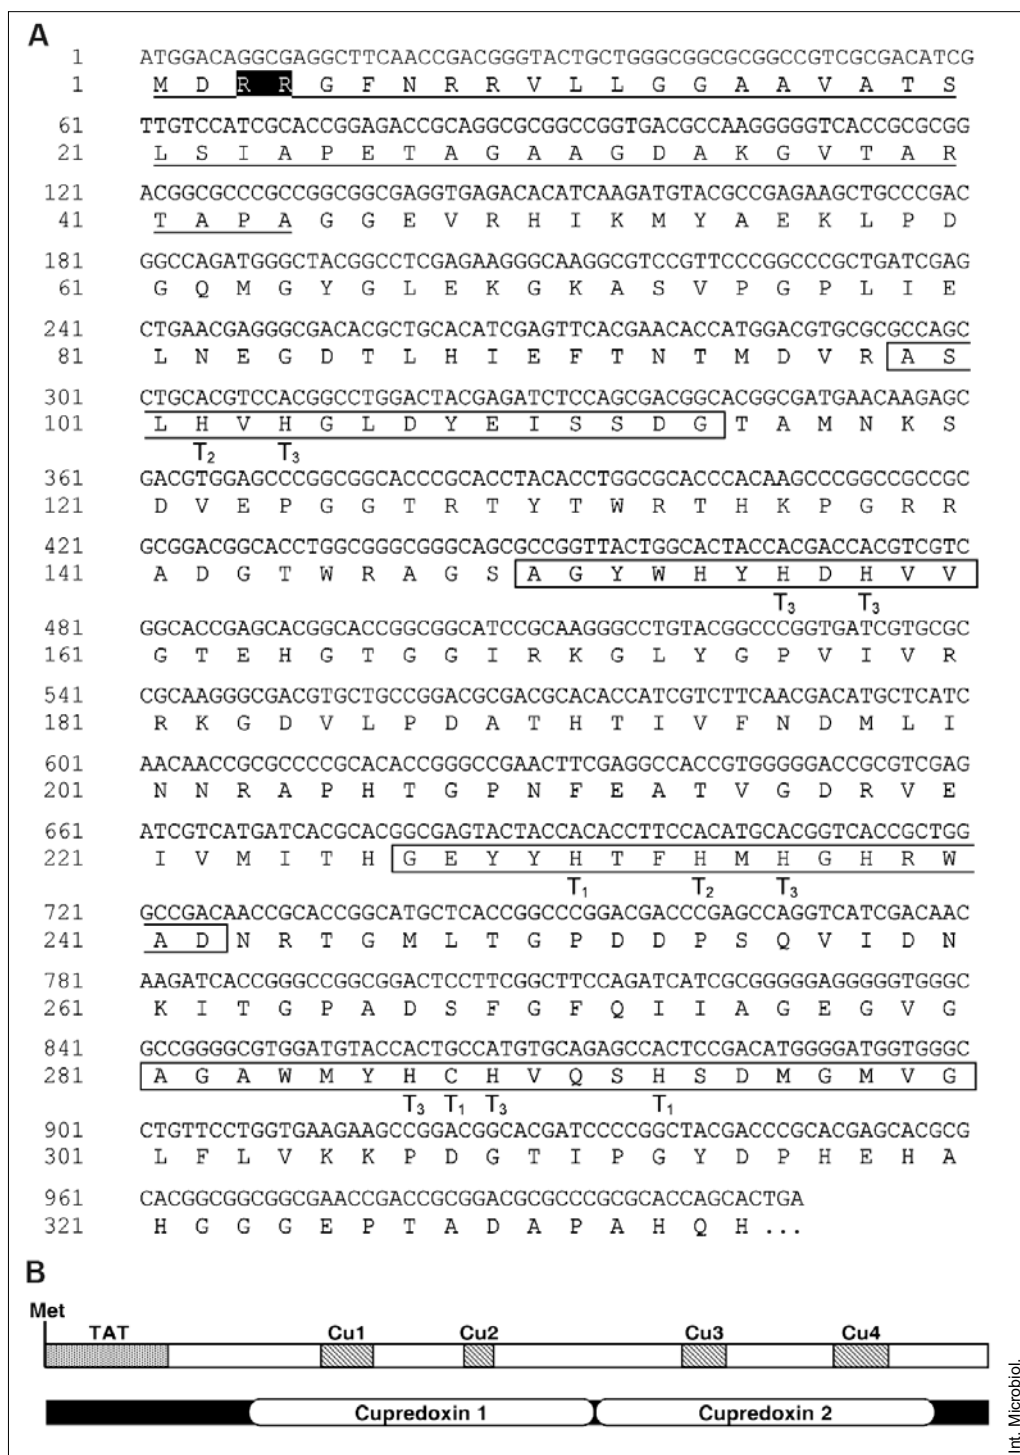 A
1 ATGGACAGGCGAGGCTTCAACCGACGGGTACTGCTGGGCGGCGCGGCCGTCGCGACATCG
1 M D R R G F N R R V L L G G A A V A T S
61 TTGTCCATCGCACCGGAGACCGCAGGCGCGGCCGGTGACGCCAAGGGGGTCACCGCGCGG
21 L S I A P E T A G A A G D A K G V T A R
121 ACGGCGCCCGCCGGCGGCGAGGTGAGACACATCAAGATGTACGCCGAGAAGCTGCCCGAC
41 T A P A G G E V R H I K M Y A E K L P D
181 GGCCAGATGGGCTACGGCCTCGAGAAGGGCAAGGCGTCCGTTCCCGGCCCGCTGATCGAG
61 G Q M G Y G L E K G K A S V P G P L I E
241 CTGAACGAGGGCGACACGCTGCACATCGAGTTCACGAACACCATGGACGTGCGCGCCAGC
81 L N E G D T L H I E F T N T M D V R A S
301 CTGCACGTCCACGGCCTGGACTACGAGATCTCCAGCGACGGCACGGCGATGAACAAGAGC
101 L H V H G L D Y E I S S D G T A M N K S
T2 T3
361 GACGTGGAGCCCGGCGGCACCCGCACCTACACCTGGCGCACCCACAAGCCCGGCCGCCGC
121 D V E P G G T R T Y T W R T H K P G R R
421 GCGGACGGCACCTGGCGGGCGGGCAGCGCCGGTTACTGGCACTACCACGACCACGTCGTC
141 A D G T W R A G S A G Y W H Y H D H V V
T3 T3
481 GGCACCGAGCACGGCACCGGCGGCATCCGCAAGGGCCTGTACGGCCCGGTGATCGTGCGC
161 G T E H G T G G I R K G L Y G P V I V R
541 CGCAAGGGCGACGTGCTGCCGGACGCGACGCACACCATCGTCTTCAACGACATGCTCATC
181 R K G D V L P D A T H T I V F N D M L I
601 AACAACCGCGCCCCGCACACCGGGCCGAACTTCGAGGCCACCGTGGGGGACCGCGTCGAG
201 N N R A P H T G P N F E A T V G D R V E
661 ATCGTCATGATCACGCACGGCGAGTACTACCACACCTTCCACATGCACGGTCACCGCTGG
221 I V M I T H G E Y Y H T F H M H G H R W
T1 T2 T3
721 GCCGACAACCGCACCGGCATGCTCACCGGCCCGGACGACCCGAGCCAGGTCATCGACAAC
241 A D N R T G M L T G P D D P S Q V I D N
781 AAGATCACCGGGCCGGCGGACTCCTTCGGCTTCCAGATCATCGCGGGGGAGGGGGTGGGC
261 K I T G P A D S F G F Q I I A G E G V G
841 GCCGGGGCGTGGATGTACCACTGCCATGTGCAGAGCCACTCCGACATGGGGATGGTGGGC
281 A G A W M Y H C H V Q S H S D M G M V G
T3 T1 T3 T1
901 CTGTTCCTGGTGAAGAAGCCGGACGGCACGATCCCCGGCTACGACCCGCACGAGCACGCG
301 L F L V K K P D G T I P G Y D P H E H A
961 CACGGCGGCGGCGAACCGACCGCGGACGCGCCCGCGCACCAGCACTGA
321 H G G G E P T A D A P A H Q H ...
B
Met
TAT Cu1 Cu2 Cu3 Cu4
Cupredoxin 1 Cupredoxin 2
Int. Microbiol.